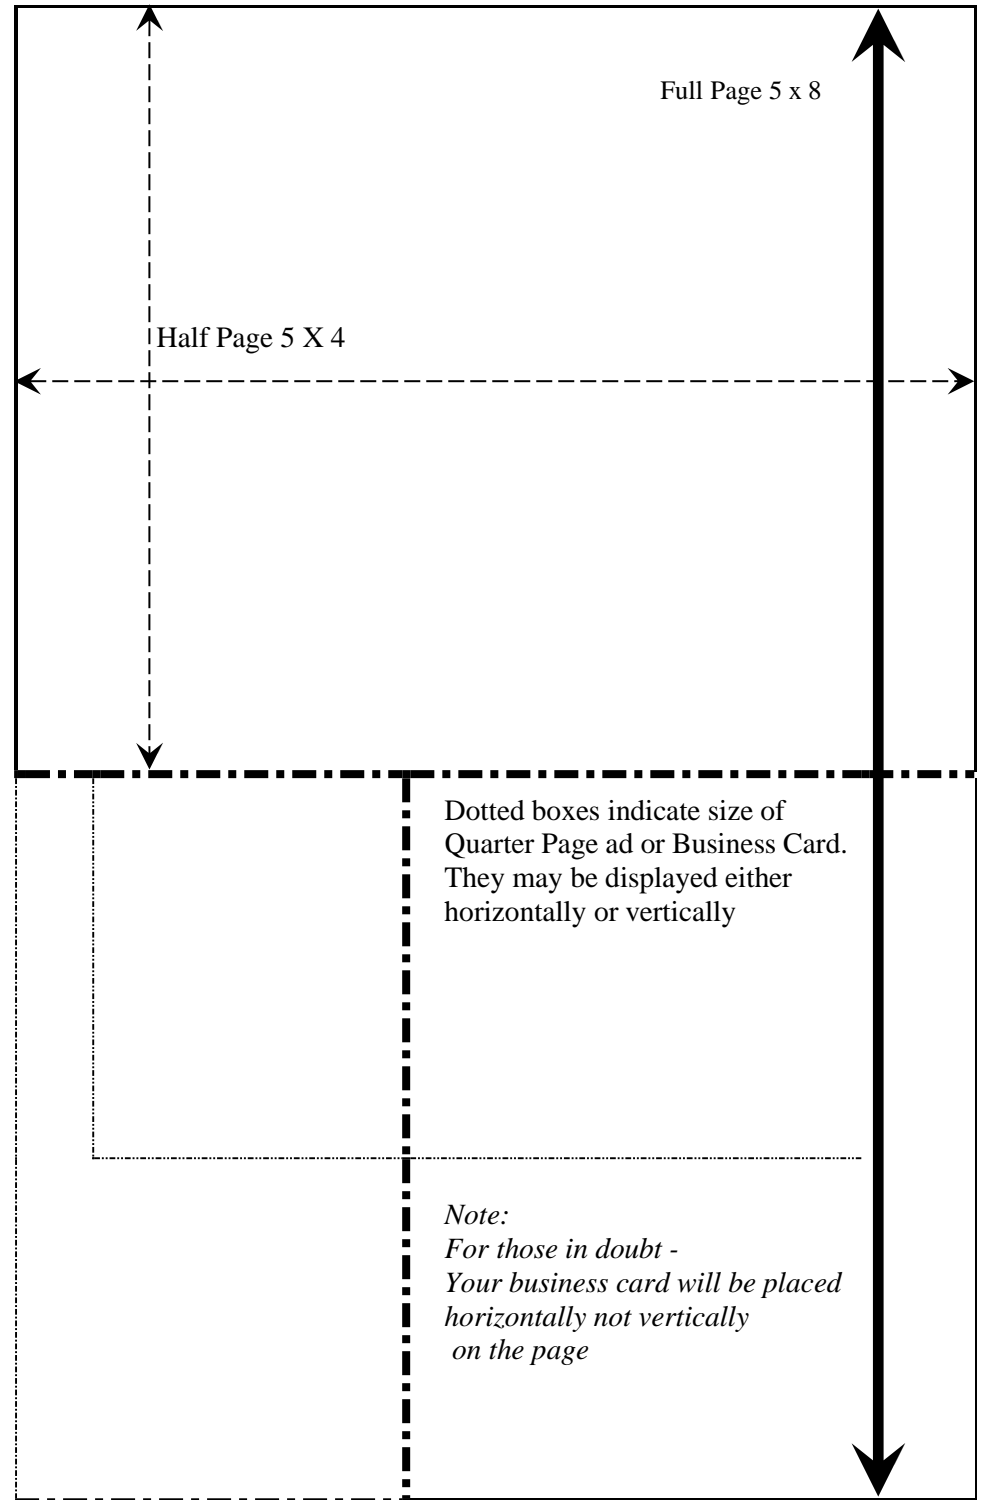 Full Page 5 x 8
Half Page 5 X 4
Dotted boxes indicate size of
Quarter Page ad or Business Card.
They may be displayed either
horizontally or vertically
Note:
For those in doubt -
Your business card will be placed
horizontally not vertically
on the page